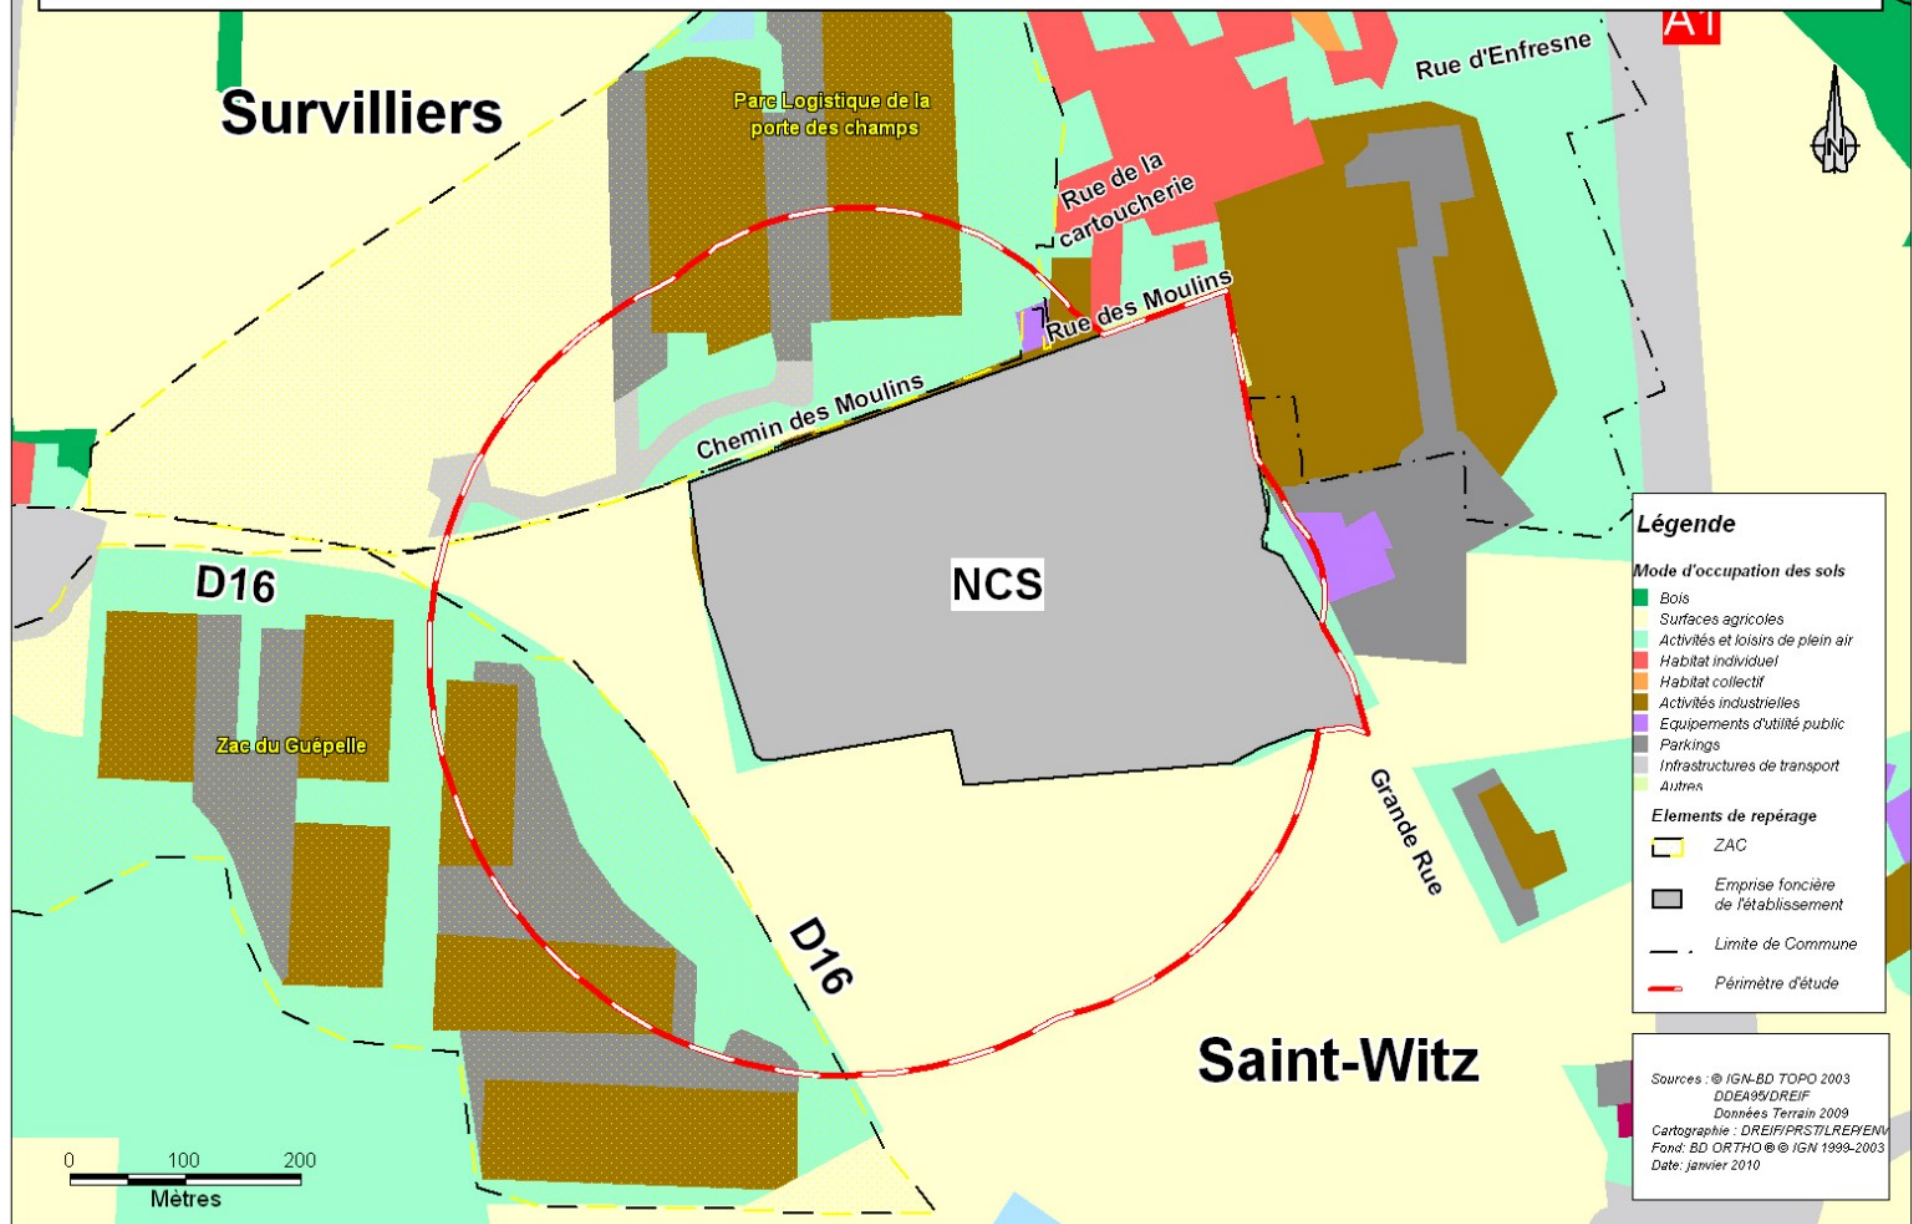 A1
Rue d'Enfresne
Survilliers
Parc Logistique de la
porte des champs
N
Rue de la
cartoucherie
Rue des Moulins
Chemin des Moulins
NCS
D16
Zac du Guépelle
Grande Rue
D16
Saint-Witz
0 100 200
Mètres
Légende
Mode d'occupation des sols
Bois
Surfaces agricoles
Activités et loisirs de plein air
Habitat individuel
Habitat collectif
Activités industrielles
Equipements d'utilité public
Parkings
Infrastructures de transport
Autres
Elements de repérage
ZAC
Emprise foncière
de l'établissement
Limite de Commune
Périmètre d'étude
Sources : © IGN-BD TOPO 2003
DDEA95/DREIF
Données Terrain 2009
Cartographie : DREIF/PRST/LREP/ENV
Fond: BD ORTHO ® © IGN 1999-2003
Date: janvier 2010